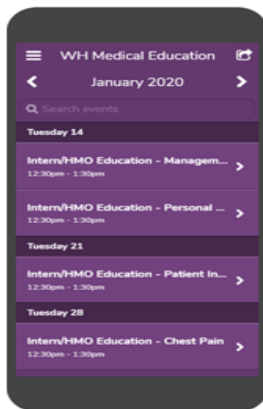 WH Medical Education
January 2020
Search events
Tuesday 14
Intern/HMO Education - Managem...
12:30pm - 1:30pm
Intern/HMO Education - Personal ...
12:30pm - 1:30pm
Tuesday 21
Intern/HMO Education - Patient In...
12:30pm - 1:30pm
Tuesday 28
Intern/HMO Education - Chest Pain
12:30pm - 1:30pm